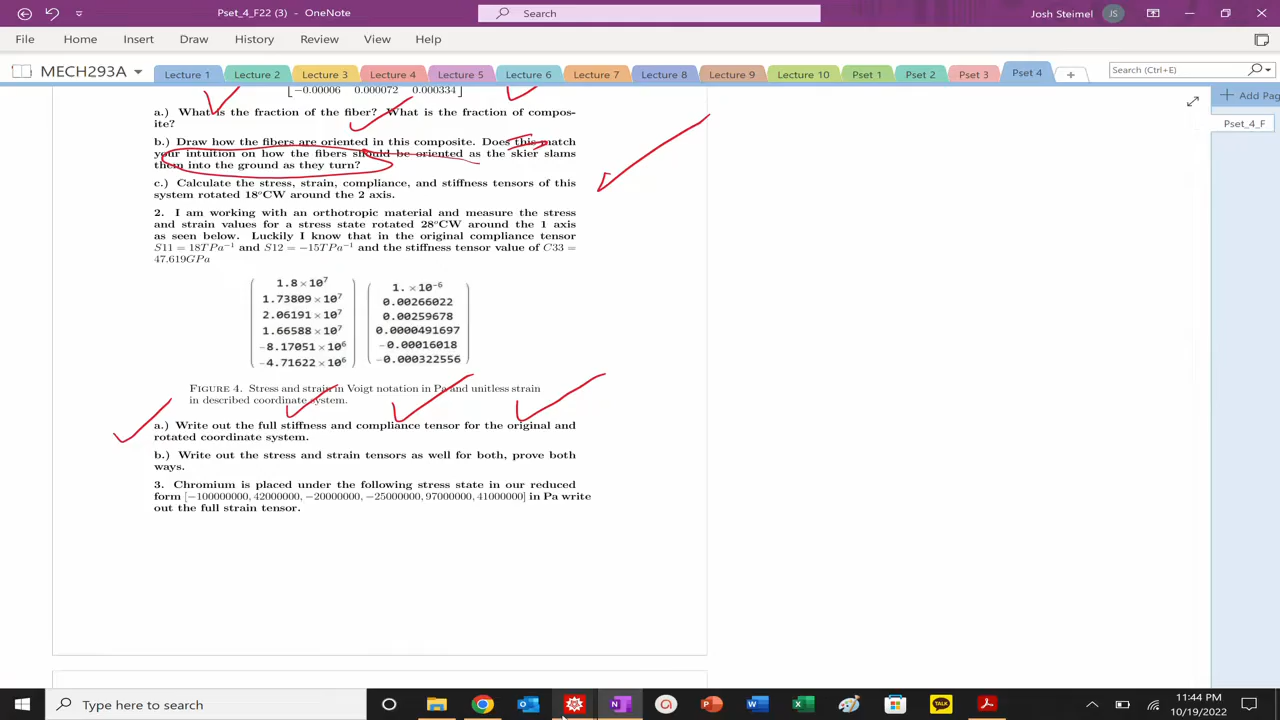 Pset_4_F22 (3) - OneNote
Search
Josh Steimel
JS
File Home Insert Draw History Review View Help
MECH293A
Lecture 1 Lecture 2 Lecture 3 Lecture 4 Lecture 5 Lecture 6 Lecture 7 Lecture 8 Lecture 9 Lecture 10 Pset 1 Pset 2 Pset 3 Pset 4
Search (Ctrl+E)
Add Pag
Pset_4_F
−0.00006 0.000072 0.000334
a.) What is the fraction of the fiber? What is the fraction of compos-
ite?
b.) Draw how the fibers are oriented in this composite. Does this match
your intuition on how the fibers should be oriented as the skier slams
them into the ground as they turn?
c.) Calculate the stress, strain, compliance, and stiffness tensors of this
system rotated 18°CW around the 2 axis.
2. I am working with an orthotropic material and measure the stress
and strain values for a stress state rotated 28°CW around the 1 axis
as seen below. Luckily I know that in the original compliance tensor
S11 = 18TPa⁻¹ and S12 = −15TPa⁻¹ and the stiffness tensor value of C33 =
47.619GPa
1.8 × 10⁷
1.73809 × 10⁷
2.06191 × 10⁷
1.66588 × 10⁷
−8.17051 × 10⁶
−4.71622 × 10⁶
1. × 10⁻⁶
0.00266022
0.00259678
0.0000491697
−0.00016018
−0.000322556
FIGURE 4. Stress and strain in Voigt notation in Pa and unitless strain
in described coordinate system.
a.) Write out the full stiffness and compliance tensor for the original and
rotated coordinate system.
b.) Write out the stress and strain tensors as well for both, prove both
ways.
3. Chromium is placed under the following stress state in our reduced
form [−100000000, 42000000, −20000000, −25000000, 97000000, 41000000] in Pa write
out the full strain tensor.
Type here to search
TALK
11:44 PM
10/19/2022